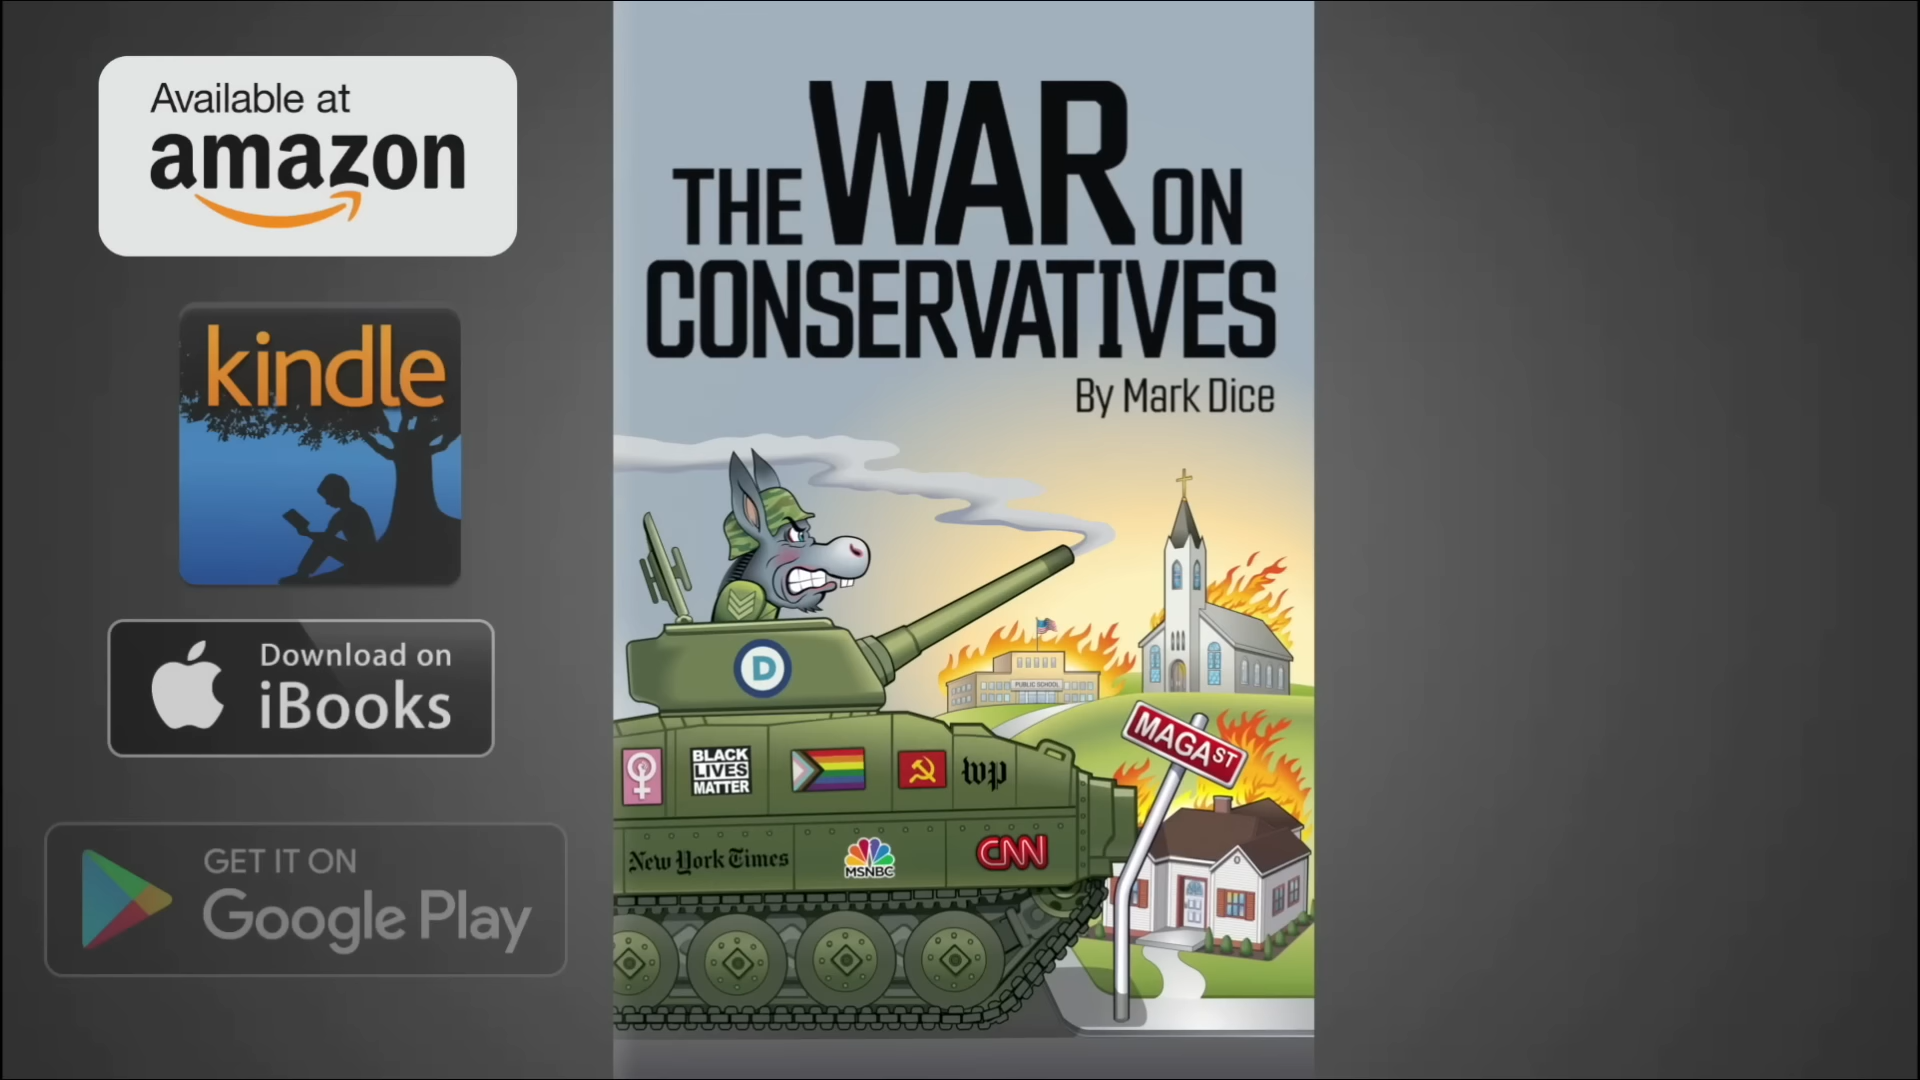 Available at
amazon
kindle
Download on
iBooks
GET IT ON
Google Play
THE WAR ON
CONSERVATIVES
By Mark Dice
D
PUBLIC SCHOOL
MAGA ST
BLACK
LIVES
MATTER
wp
New York Times
MSNBC
CNN